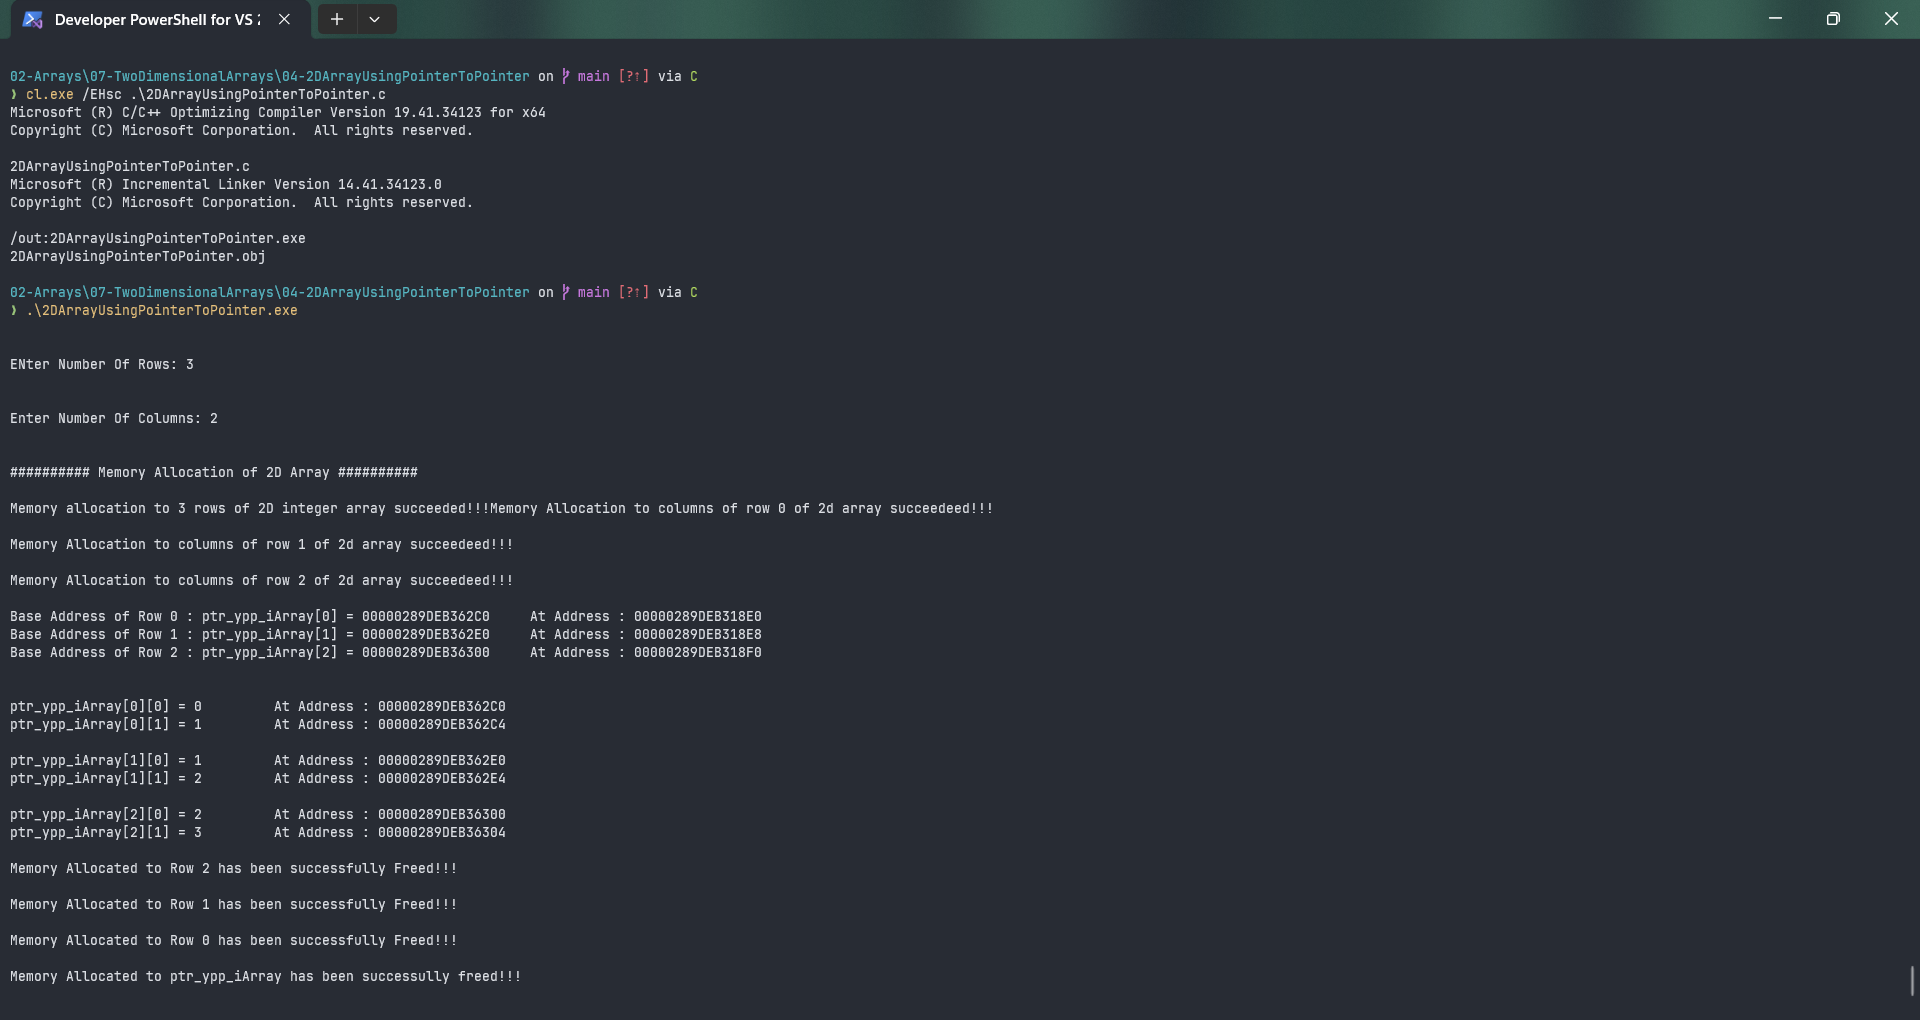 Developer PowerShell for VS 2
02-Arrays\07-TwoDimensionalArrays\04-2DArrayUsingPointerToPointer on main [?↑] via C
❯ cl.exe /EHsc .\2DArrayUsingPointerToPointer.c
Microsoft (R) C/C++ Optimizing Compiler Version 19.41.34123 for x64
Copyright (C) Microsoft Corporation.  All rights reserved.
2DArrayUsingPointerToPointer.c
Microsoft (R) Incremental Linker Version 14.41.34123.0
Copyright (C) Microsoft Corporation.  All rights reserved.
/out:2DArrayUsingPointerToPointer.exe
2DArrayUsingPointerToPointer.obj
02-Arrays\07-TwoDimensionalArrays\04-2DArrayUsingPointerToPointer on main [?↑] via C
❯ .\2DArrayUsingPointerToPointer.exe
ENter Number Of Rows: 3
Enter Number Of Columns: 2
########## Memory Allocation of 2D Array ##########
Memory allocation to 3 rows of 2D integer array succeeded!!!Memory Allocation to columns of row 0 of 2d array succeedeed!!!
Memory Allocation to columns of row 1 of 2d array succeedeed!!!
Memory Allocation to columns of row 2 of 2d array succeedeed!!!
Base Address of Row 0 : ptr_ypp_iArray[0] = 00000289DEB362C0     At Address : 00000289DEB318E0
Base Address of Row 1 : ptr_ypp_iArray[1] = 00000289DEB362E0     At Address : 00000289DEB318E8
Base Address of Row 2 : ptr_ypp_iArray[2] = 00000289DEB36300     At Address : 00000289DEB318F0
ptr_ypp_iArray[0][0] = 0         At Address : 00000289DEB362C0
ptr_ypp_iArray[0][1] = 1         At Address : 00000289DEB362C4
ptr_ypp_iArray[1][0] = 1         At Address : 00000289DEB362E0
ptr_ypp_iArray[1][1] = 2         At Address : 00000289DEB362E4
ptr_ypp_iArray[2][0] = 2         At Address : 00000289DEB36300
ptr_ypp_iArray[2][1] = 3         At Address : 00000289DEB36304
Memory Allocated to Row 2 has been successfully Freed!!!
Memory Allocated to Row 1 has been successfully Freed!!!
Memory Allocated to Row 0 has been successfully Freed!!!
Memory Allocated to ptr_ypp_iArray has been successully freed!!!